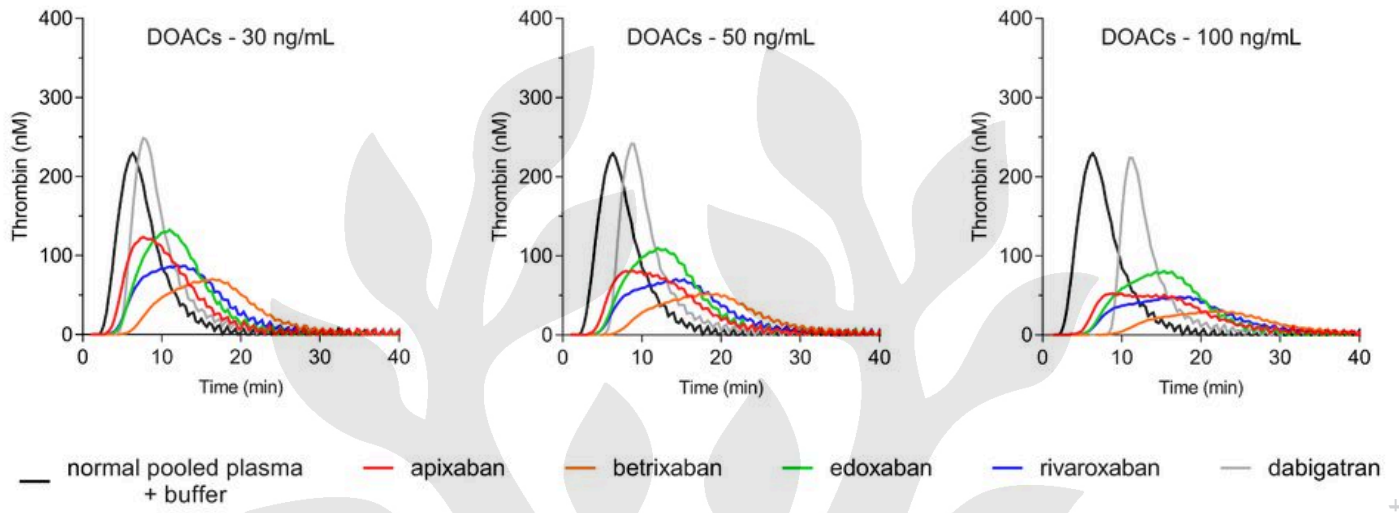 DOACs - 30 ng/mL
400
300
200
100
0
Thrombin (nM)
0 10 20 30 40
Time (min)
DOACs - 50 ng/mL
400
300
200
100
0
Thrombin (nM)
0 10 20 30 40
Time (min)
DOACs - 100 ng/mL
400
300
200
100
0
Thrombin (nM)
0 10 20 30 40
Time (min)
normal pooled plasma
+ buffer
apixaban
betrixaban
edoxaban
rivaroxaban
dabigatran